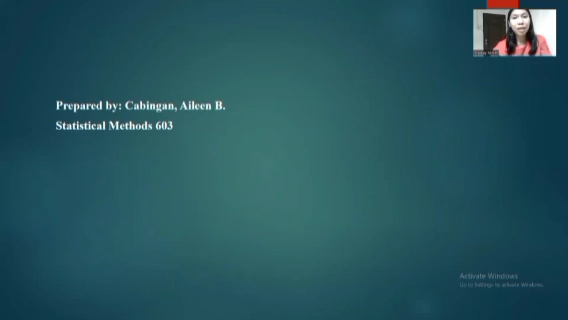 Prepared by: Cabingan, Aileen B.
Statistical Methods 603
Activate Windows
Go to Settings to activate Windows.